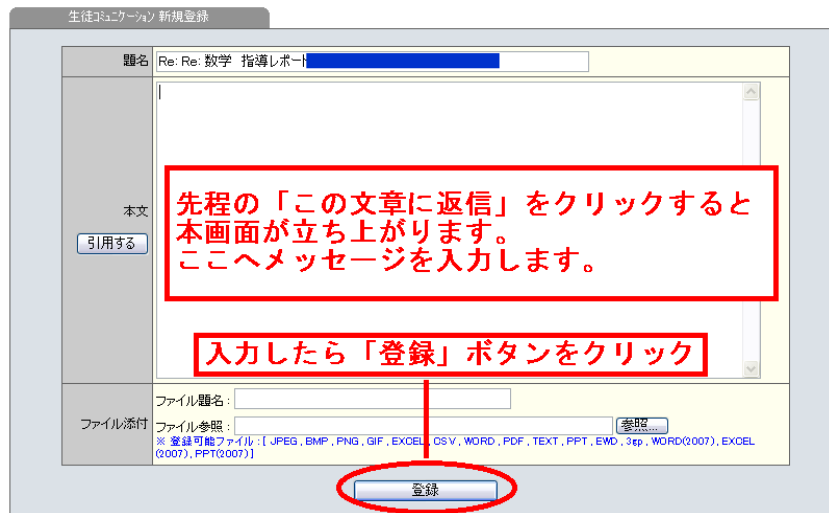 生徒コミュニケーション 新規登録
題名 Re: Re: 数学 指導レポート
本文
引用する
先程の「この文章に返信」をクリックすると
本画面が立ち上がります。
ここへメッセージを入力します。
入力したら「登録」ボタンをクリック
ファイル添付
ファイル題名：
ファイル参照： 参照...
※ 登録可能ファイル：[ JPEG , BMP , PNG , GIF , EXCEL , CSV , WORD , PDF , TEXT , PPT , EWD , 3gp , WORD(2007) , EXCEL
(2007) , PPT(2007) ]
登録